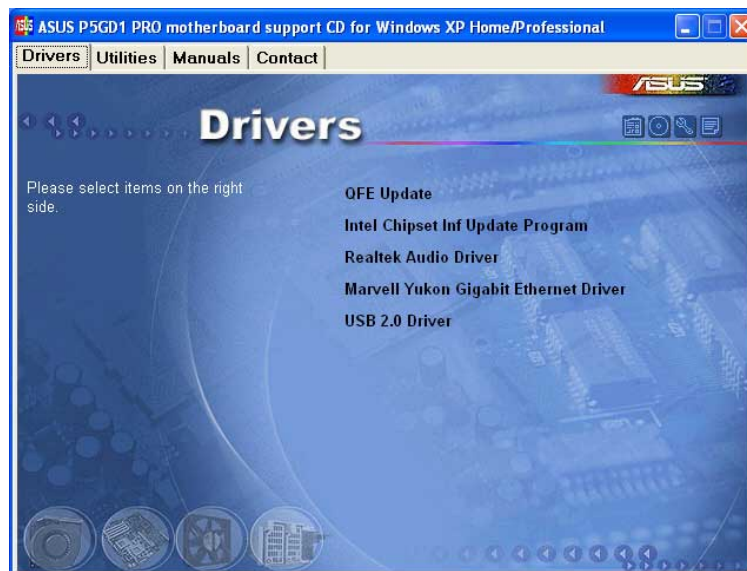 ASUS P5GD1 PRO motherboard support CD for Windows XP Home/Professional
Drivers Utilities Manuals Contact
ASUS
Drivers
Please select items on the right
side.
QFE Update
Intel Chipset Inf Update Program
Realtek Audio Driver
Marvell Yukon Gigabit Ethernet Driver
USB 2.0 Driver